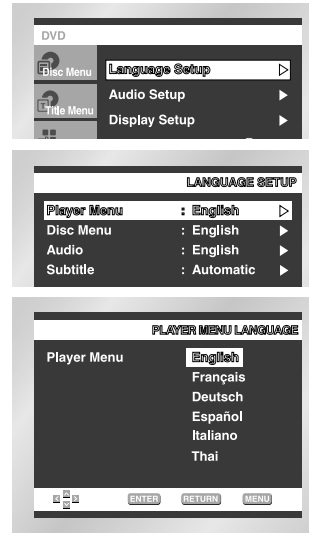 DVD
Disc Menu
Language Setup
Audio Setup
Title Menu
Display Setup
LANGUAGE SETUP
Player Menu : English
Disc Menu : English
Audio : English
Subtitle : Automatic
PLAYER MENU LANGUAGE
Player Menu English
Français
Deutsch
Español
Italiano
Thai
ENTER RETURN MENU